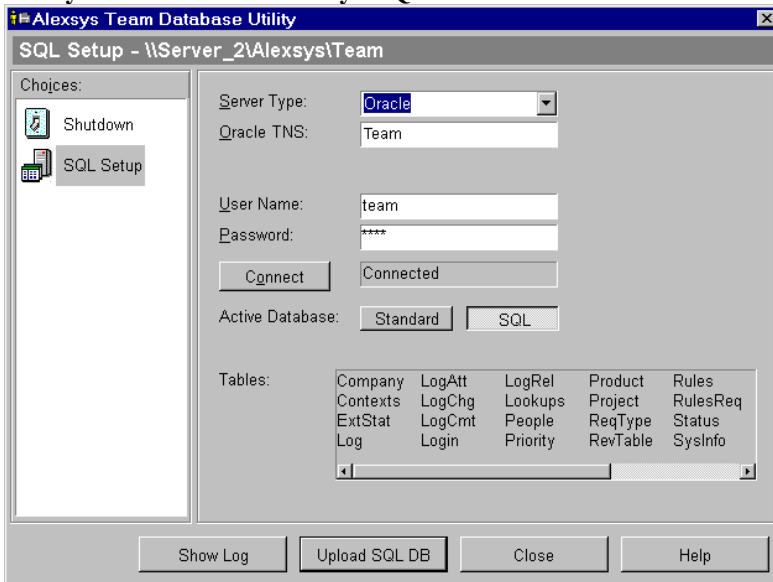 Alexsys Team Database Utility
SQL Setup - \\Server_2\Alexsys\Team
Choices:
Shutdown
SQL Setup
Server Type: Oracle
Oracle TNS: Team
User Name: team
Password: ****
Connect Connected
Active Database: Standard SQL
Tables: Company LogAtt LogRel Product Rules
Contexts LogChg Lookups Project RulesReq
ExtStat LogCmt People ReqType Status
Log Login Priority RevTable SysInfo
Show Log Upload SQL DB Close Help